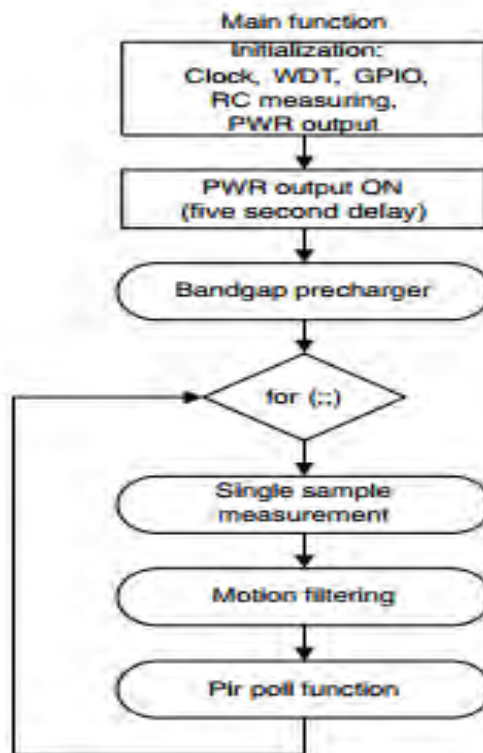 Main function
Initialization:
Clock, WDT, GPIO,
RC measuring,
PWR output
PWR output ON
(five second delay)
Bandgap precharger
for (;;)
Single sample
measurement
Motion filtering
Pir poll function